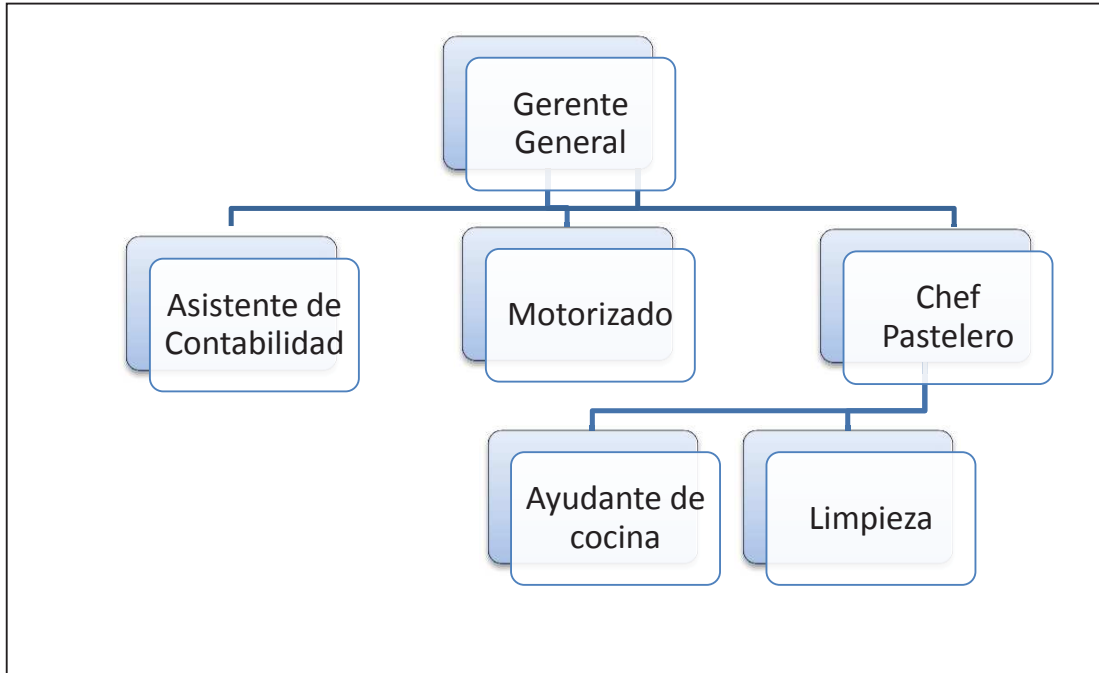 Gerente
General
Asistente de
Contabilidad
Motorizado
Chef
Pastelero
Ayudante de
cocina
Limpieza